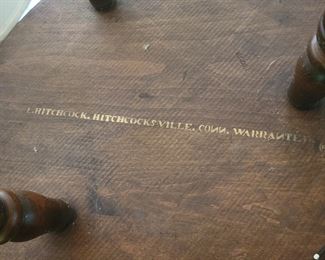 L. HITCHCOCK. HITCHCOCKS-VILLE. CONN. WARRANTED.